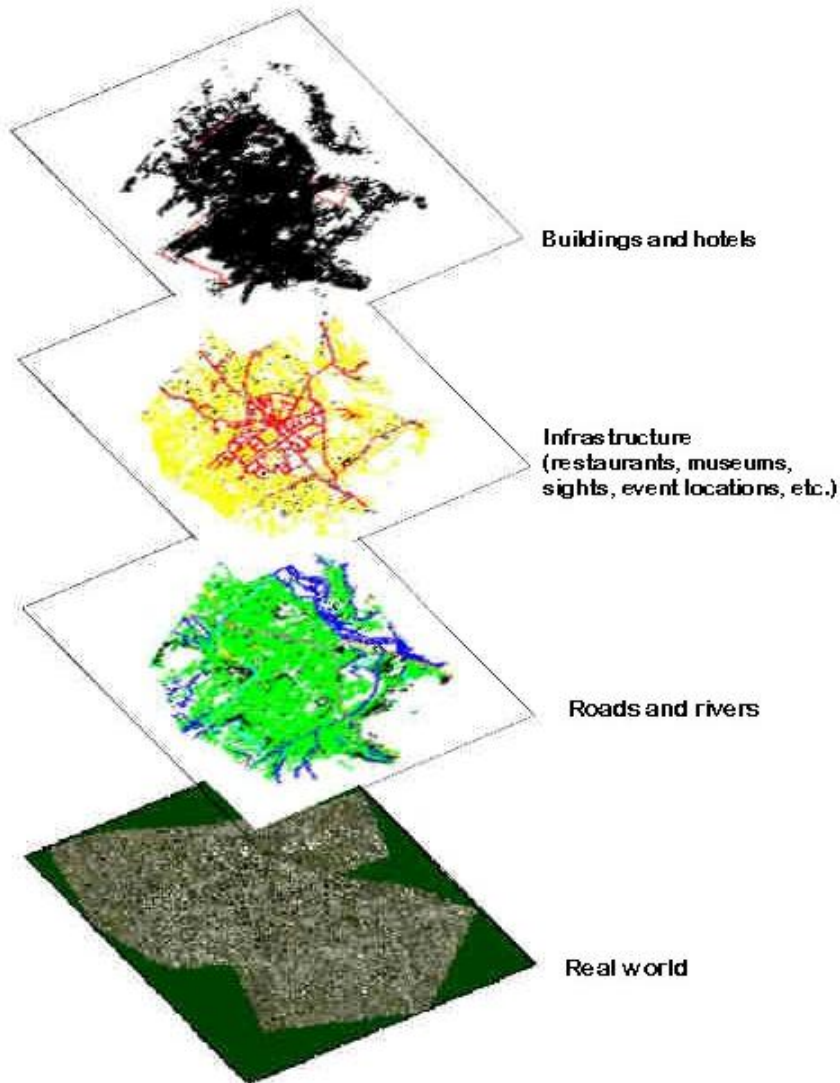 Buildings and hotels
Infrastructure
(restaurants, museums,
sights, event locations, etc.)
Roads and rivers
Real world